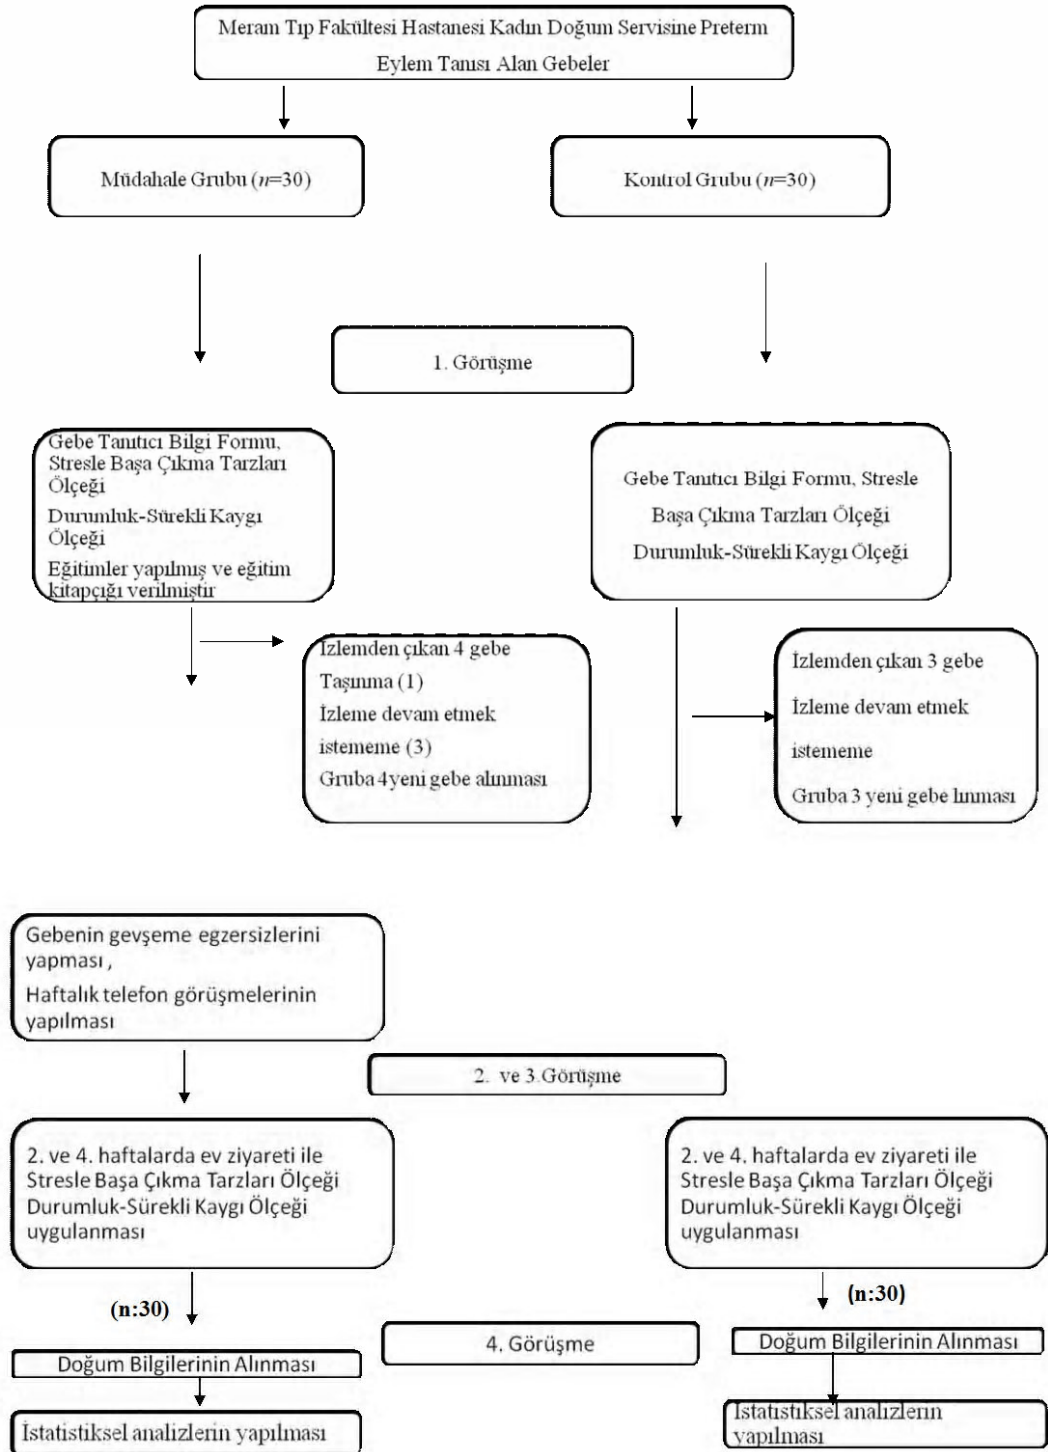 Meram Tıp Fakültesi Hastanesi Kadın Doğum Servisine Preterm
Eylem Tanısı Alan Gebeler
Müdahale Grubu (n=30)
Kontrol Grubu (n=30)
1. Görüşme
Gebe Tanıtıcı Bilgi Formu,
Stresle Başa Çıkma Tarzları
Ölçeği
Durumluk-Sürekli Kaygı
Ölçeği
Eğitimler yapılmış ve eğitim
kitapçığı verilmiştir
Gebe Tanıtıcı Bilgi Formu, Stresle
Başa Çıkma Tarzları Ölçeği
Durumluk-Sürekli Kaygı Ölçeği
İzlemden çıkan 4 gebe
Taşınma (1)
İzleme devam etmek
istememe (3)
Gruba 4yeni gebe alınması
İzlemden çıkan 3 gebe
İzleme devam etmek
istememe
Gruba 3 yeni gebe lınması
Gebenin gevşeme egzersizlerini
yapması ,
Haftalık telefon görüşmelerinin
yapılması
2. ve 3.Görüşme
2. ve 4. haftalarda ev ziyareti ile
Stresle Başa Çıkma Tarzları Ölçeği
Durumluk-Sürekli Kaygı Ölçeği
uygulanması
2. ve 4. haftalarda ev ziyareti ile
Stresle Başa Çıkma Tarzları Ölçeği
Durumluk-Sürekli Kaygı Ölçeği
uygulanması
(n:30)
(n:30)
4. Görüşme
Doğum Bilgilerinin Alınması
Doğum Bilgilerinin Alınması
İstatistiksel analizlerin yapılması
İstatistiksel analizlerin
yapılması